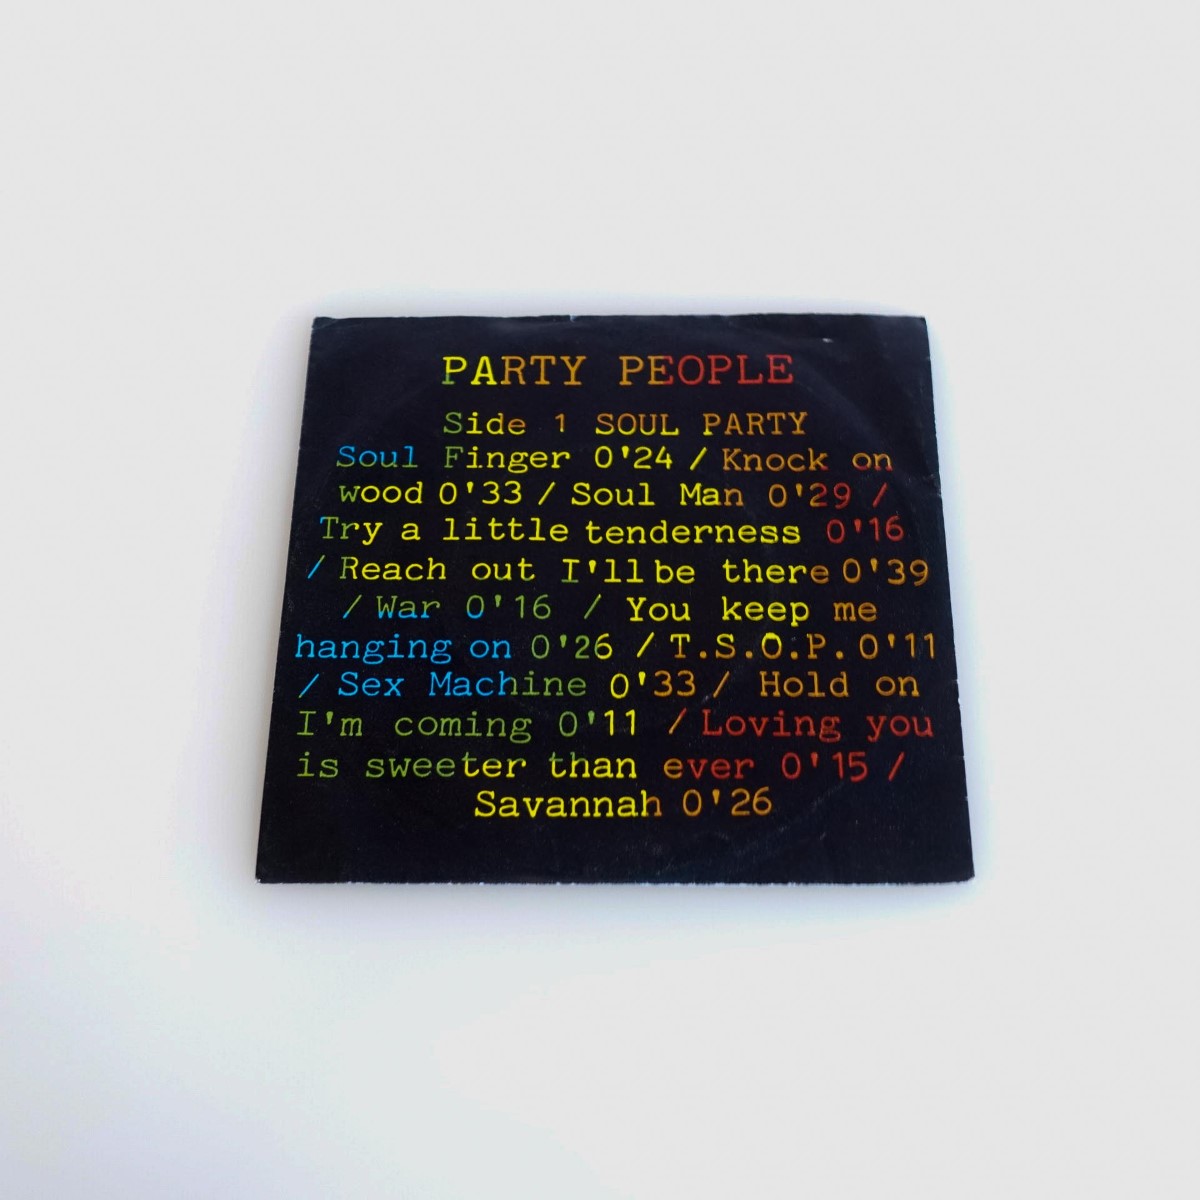 PARTY PEOPLE
Side 1 SOUL PARTY
Soul Finger 0'24 / Knock on
wood 0'33 / Soul Man 0'29 /
Try a little tenderness 0'16
/ Reach out I'll be there 0'39
/ War 0'16 / You keep me
hanging on 0'26 / T.S.O.P. 0'11
/ Sex Machine 0'33 / Hold on
I'm coming 0'11 / Loving you
is sweeter than ever 0'15 /
Savannah 0'26